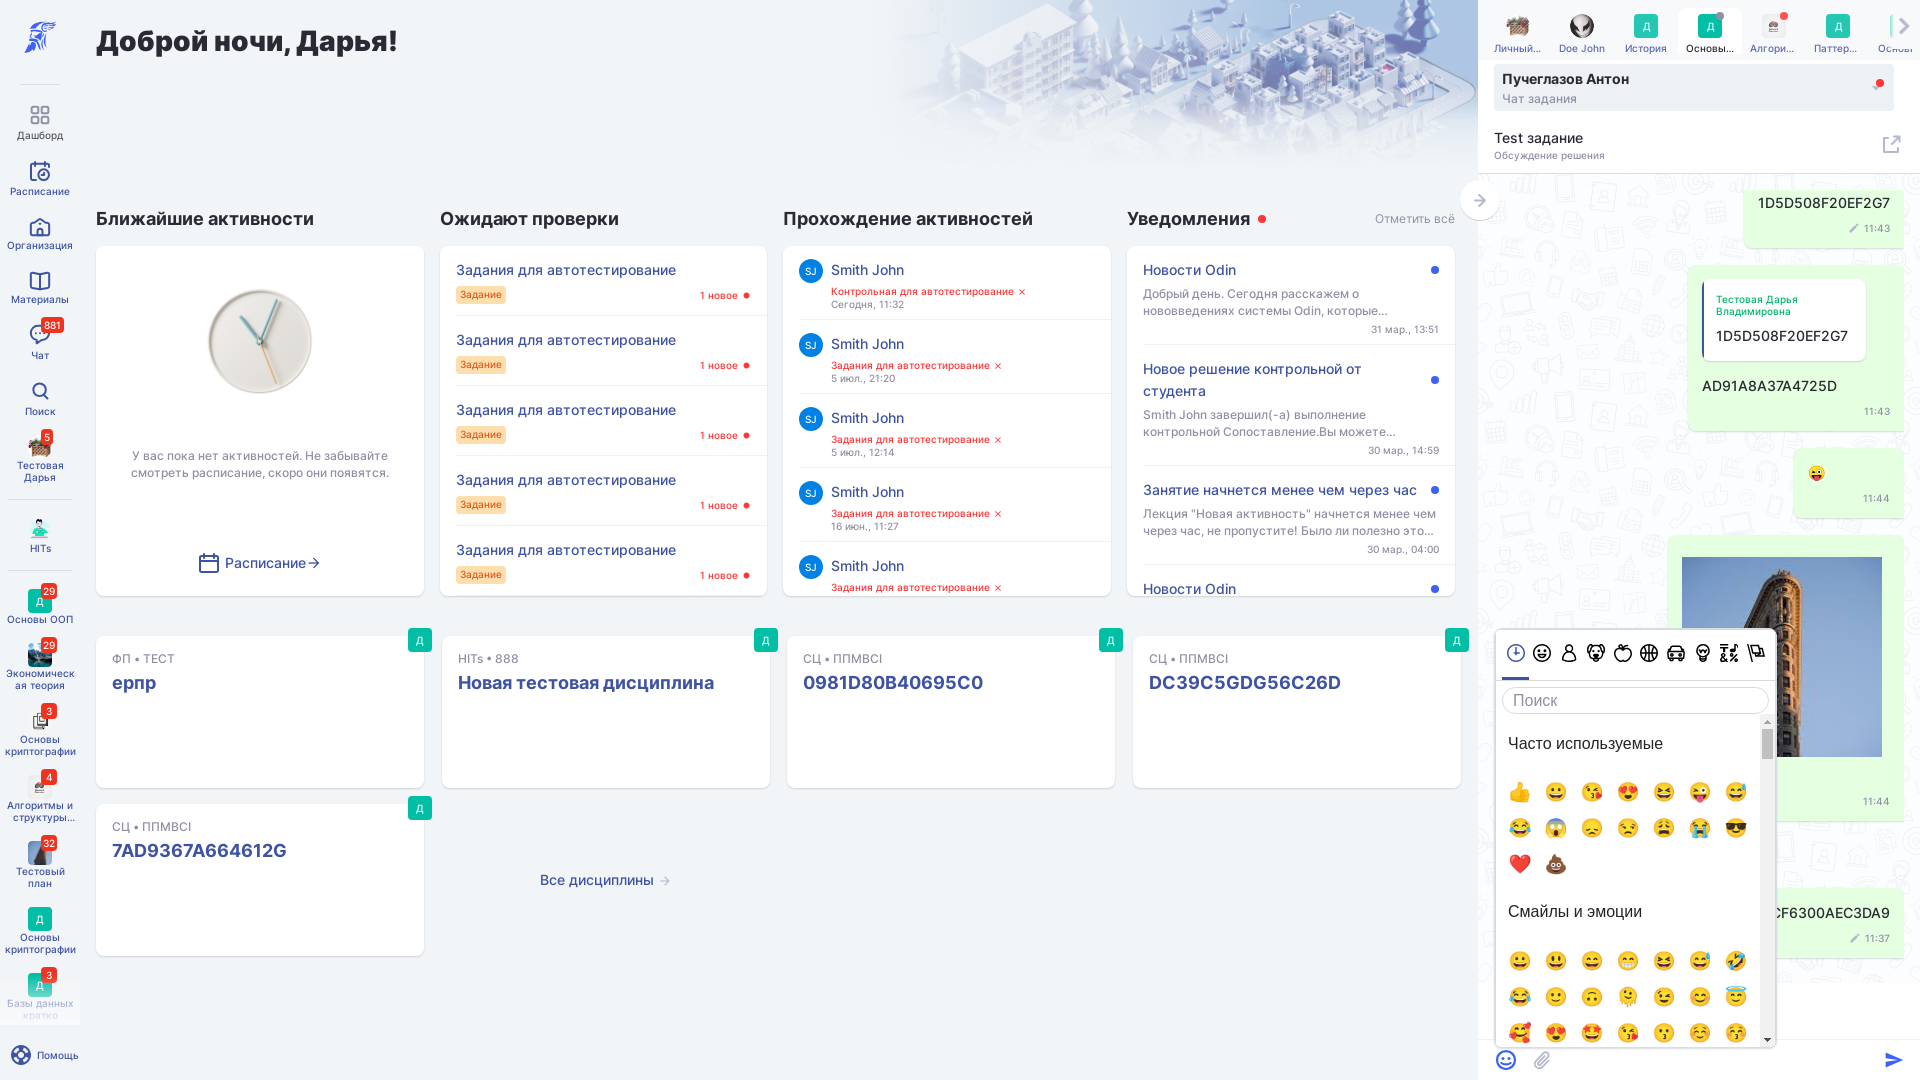 Доброй ночи, Дарья!
Дашборд
Расписание
Организация
Материалы
881
Чат
Поиск
5
Тестовая
Дарья
HITs
29
Д
Основы ООП
29
Экономическ
ая теория
3
Основы
криптографии
4
Алгоритмы и
структуры...
32
Тестовый
план
Д
Основы
криптографии
3
Д
Базы данных
кратко
Помощь
Ближайшие активности
У вас пока нет активностей. Не забывайте
смотреть расписание, скоро они появятся.
Расписание
Ожидают проверки
Задания для автотестирование
Задание
1 новое
Задания для автотестирование
Задание
1 новое
Задания для автотестирование
Задание
1 новое
Задания для автотестирование
Задание
1 новое
Задания для автотестирование
Задание
1 новое
Прохождение активностей
SJ
Smith John
Контрольная для автотестирование
Сегодня, 11:32
SJ
Smith John
Задания для автотестирование
5 июл., 21:20
SJ
Smith John
Задания для автотестирование
5 июл., 12:14
SJ
Smith John
Задания для автотестирование
16 июн., 11:27
SJ
Smith John
Задания для автотестирование
Уведомления
Отметить всё
Новости Odin
Добрый день. Сегодня расскажем о
нововведениях системы Odin, которые...
31 мар., 13:51
Новое решение контрольной от
студента
Smith John завершил(-а) выполнение
контрольной Сопоставление.Вы можете...
30 мар., 14:59
Занятие начнется менее чем через час
Лекция "Новая активность" начнется менее чем
через час, не пропустите! Было ли полезно это...
30 мар., 04:00
Новости Odin
Д
ФП • ТЕСТ
ерпр
Д
HITs • 888
Новая тестовая дисциплина
Д
СЦ • ППМВСІ
0981D80B40695C0
Д
СЦ • ППМВСІ
DC39C5GDG56C26D
Д
СЦ • ППМВСІ
7AD9367A664612G
Все дисциплины
Личный...
Doe John
Д
История
Д
Основы...
Алгори...
Д
Паттер...
Пучеглазов Антон
Чат задания
Test задание
Обсуждение решения
1D5D508F20EF2G7
11:43
Тестовая Дарья
Владимировна
1D5D508F20EF2G7
AD91A8A37A4725D
11:43
11:44
11:44
CF6300AEC3DA9
11:37
Поиск
Часто используемые
Смайлы и эмоции